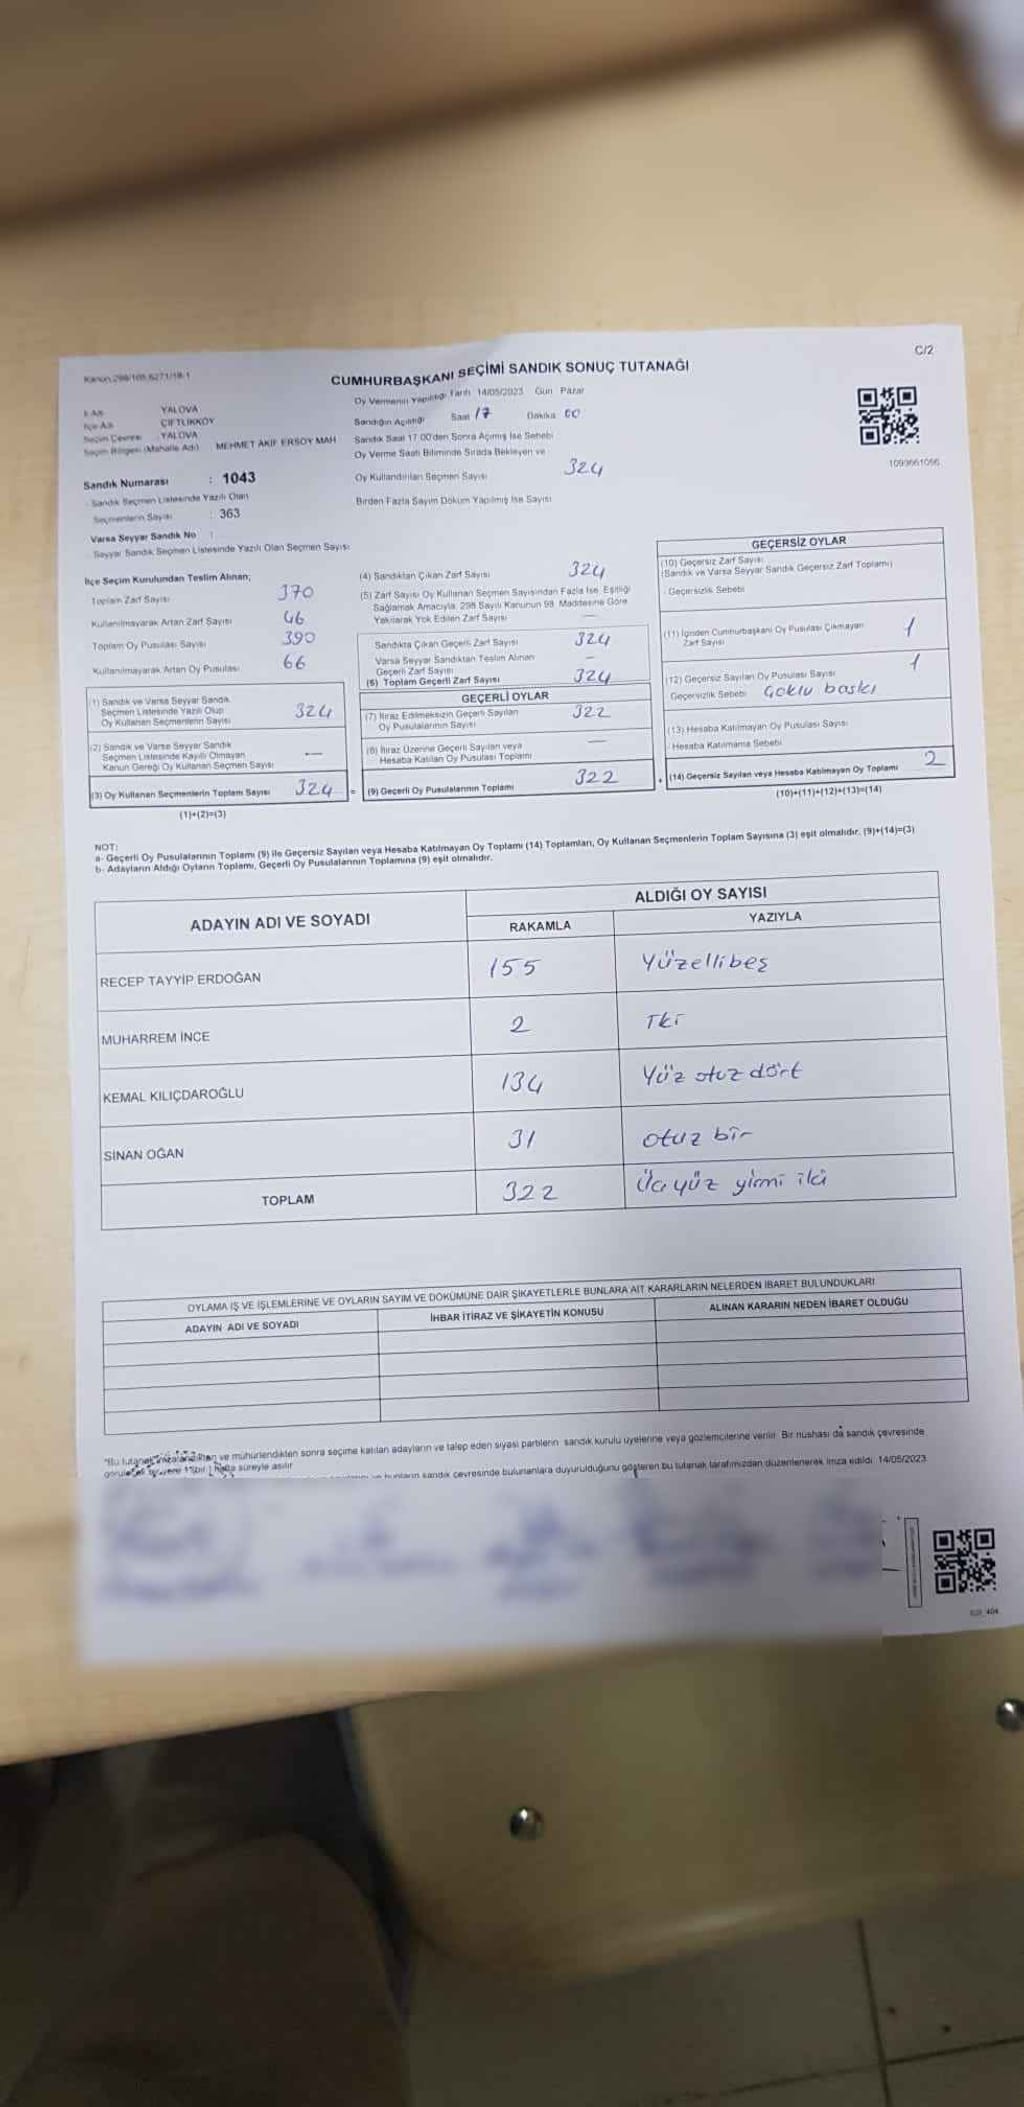 Kanun:298/105,6271/18-1
C/2
CUMHURBAŞKANI SEÇİMİ SANDIK SONUÇ TUTANAĞI
İl Adı YALOVA
İlçe Adı ÇİFTLİKKÖY
Seçim Çevresi YALOVA
Seçim Bölgesi (Mahalle Adı) MEHMET AKİF ERSOY MAH
Sandık Numarası : 1043
Sandık Seçmen Listesinde Yazılı Olan
Seçmenlerin Sayısı : 363
Varsa Seyyar Sandık No :
Seyyar Sandık Seçmen Listesinde Yazılı Olan Seçmen Sayısı:
Oy Vermenin Yapıldığı Tarih 14/05/2023 Gün Pazar
Sandığın Açıldığı Saat 17 Dakika 00
Sandık Saat 17.00'den Sonra Açılmış İse Sebebi
Oy Verme Saati Bitiminde Sırada Bekleyen ve
Oy Kullandırılan Seçmen Sayısı 324
Birden Fazla Sayım Döküm Yapılmış İse Sayısı
1099661056
İlçe Seçim Kurulundan Teslim Alınan;
Toplam Zarf Sayısı 370
Kullanılmayarak Artan Zarf Sayısı 46
Toplam Oy Pusulası Sayısı 390
Kullanılmayarak Artan Oy Pusulası 66
(1) Sandık ve Varsa Seyyar Sandık
Seçmen Listesinde Yazılı Olup
Oy Kullanan Seçmenlerin Sayısı 324
(2) Sandık ve Varsa Seyyar Sandık
Seçmen Listesinde Kayıtlı Olmayan
Kanun Gereği Oy Kullanan Seçmen Sayısı —
(3) Oy Kullanan Seçmenlerin Toplam Sayısı 324 =
(1)+(2)=(3)
(4) Sandıktan Çıkan Zarf Sayısı 324
(5) Zarf Sayısı Oy Kullanan Seçmen Sayısından Fazla İse, Eşitliği
Sağlamak Amacıyla, 298 Sayılı Kanunun 98. Maddesine Göre
Yakılarak Yok Edilen Zarf Sayısı —
Sandıkta Çıkan Geçerli Zarf Sayısı 324
Varsa Seyyar Sandıktan Teslim Alınan
Geçerli Zarf Sayısı —
(6) Toplam Geçerli Zarf Sayısı 324
GEÇERLİ OYLAR
(7) İtiraz Edilmeksizin Geçerli Sayılan
Oy Pusulalarının Sayısı 322
(8) İtiraz Üzerine Geçerli Sayılan veya
Hesaba Katılan Oy Pusulası Toplamı —
(9) Geçerli Oy Pusulalarının Toplamı 322 +
GEÇERSİZ OYLAR
(10) Geçersiz Zarf Sayısı
(Sandık ve Varsa Seyyar Sandık Geçersiz Zarf Toplamı)
Geçersizlik Sebebi
(11) İçinden Cumhurbaşkanı Oy Pusulası Çıkmayan
Zarf Sayısı 1
(12) Geçersiz Sayılan Oy Pusulası Sayısı 1
Geçersizlik Sebebi Çoklu baskı
(13) Hesaba Katılmayan Oy Pusulası Sayısı
Hesaba Katılmama Sebebi
(14) Geçersiz Sayılan veya Hesaba Katılmayan Oy Toplamı 2
(10)+(11)+(12)+(13)=(14)
NOT:
a- Geçerli Oy Pusulalarının Toplamı (9) ile Geçersiz Sayılan veya Hesaba Katılmayan Oy Toplamı (14) Toplamları, Oy Kullanan Seçmenlerin Toplam Sayısına (3) eşit olmalıdır. (9)+(14)=(3)
b- Adayların Aldığı Oyların Toplamı, Geçerli Oy Pusulalarının Toplamına (9) eşit olmalıdır.
ADAYIN ADI VE SOYADI
ALDIĞI OY SAYISI
RAKAMLA YAZIYLA
RECEP TAYYİP ERDOĞAN 155 Yüzellibeş
MUHARREM İNCE 2 İki
KEMAL KILIÇDAROĞLU 134 Yüz otuz dört
SİNAN OĞAN 31 otuz bir
TOPLAM 322 Üç yüz yirmi iki
OYLAMA İŞ VE İŞLEMLERİNE VE OYLARIN SAYIM VE DÖKÜMÜNE DAİR ŞİKAYETLERLE BUNLARA AİT KARARLARIN NELERDEN İBARET BULUNDUKLARI
ADAYIN ADI VE SOYADI İHBAR İTİRAZ VE ŞİKAYETİN KONUSU ALINAN KARARIN NEDEN İBARET OLDUĞU
ve mühürlendikten sonra seçime katılan adayların ve talep eden siyasi partilerin sandık kurulu üyelerine veya gözlemcilerine verilir. Bir nüshası da sandık çevresinde
hafta süreyle asılır.
sandık çevresinde bulunanlara duyurulduğunu gösteren bu tutanak tarafımızdan düzenlenerek imza edildi. 14/05/2023